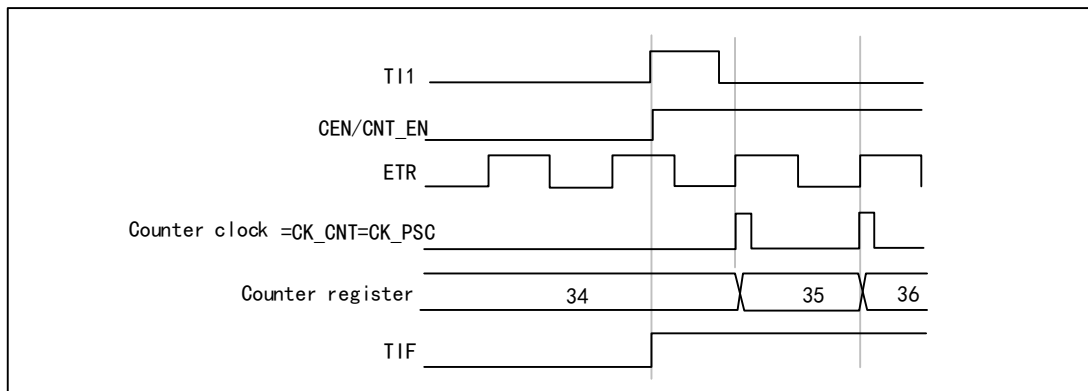 TI1
CEN/CNT_EN
ETR
Counter clock =CK_CNT=CK_PSC
Counter register 34 35 36
TIF